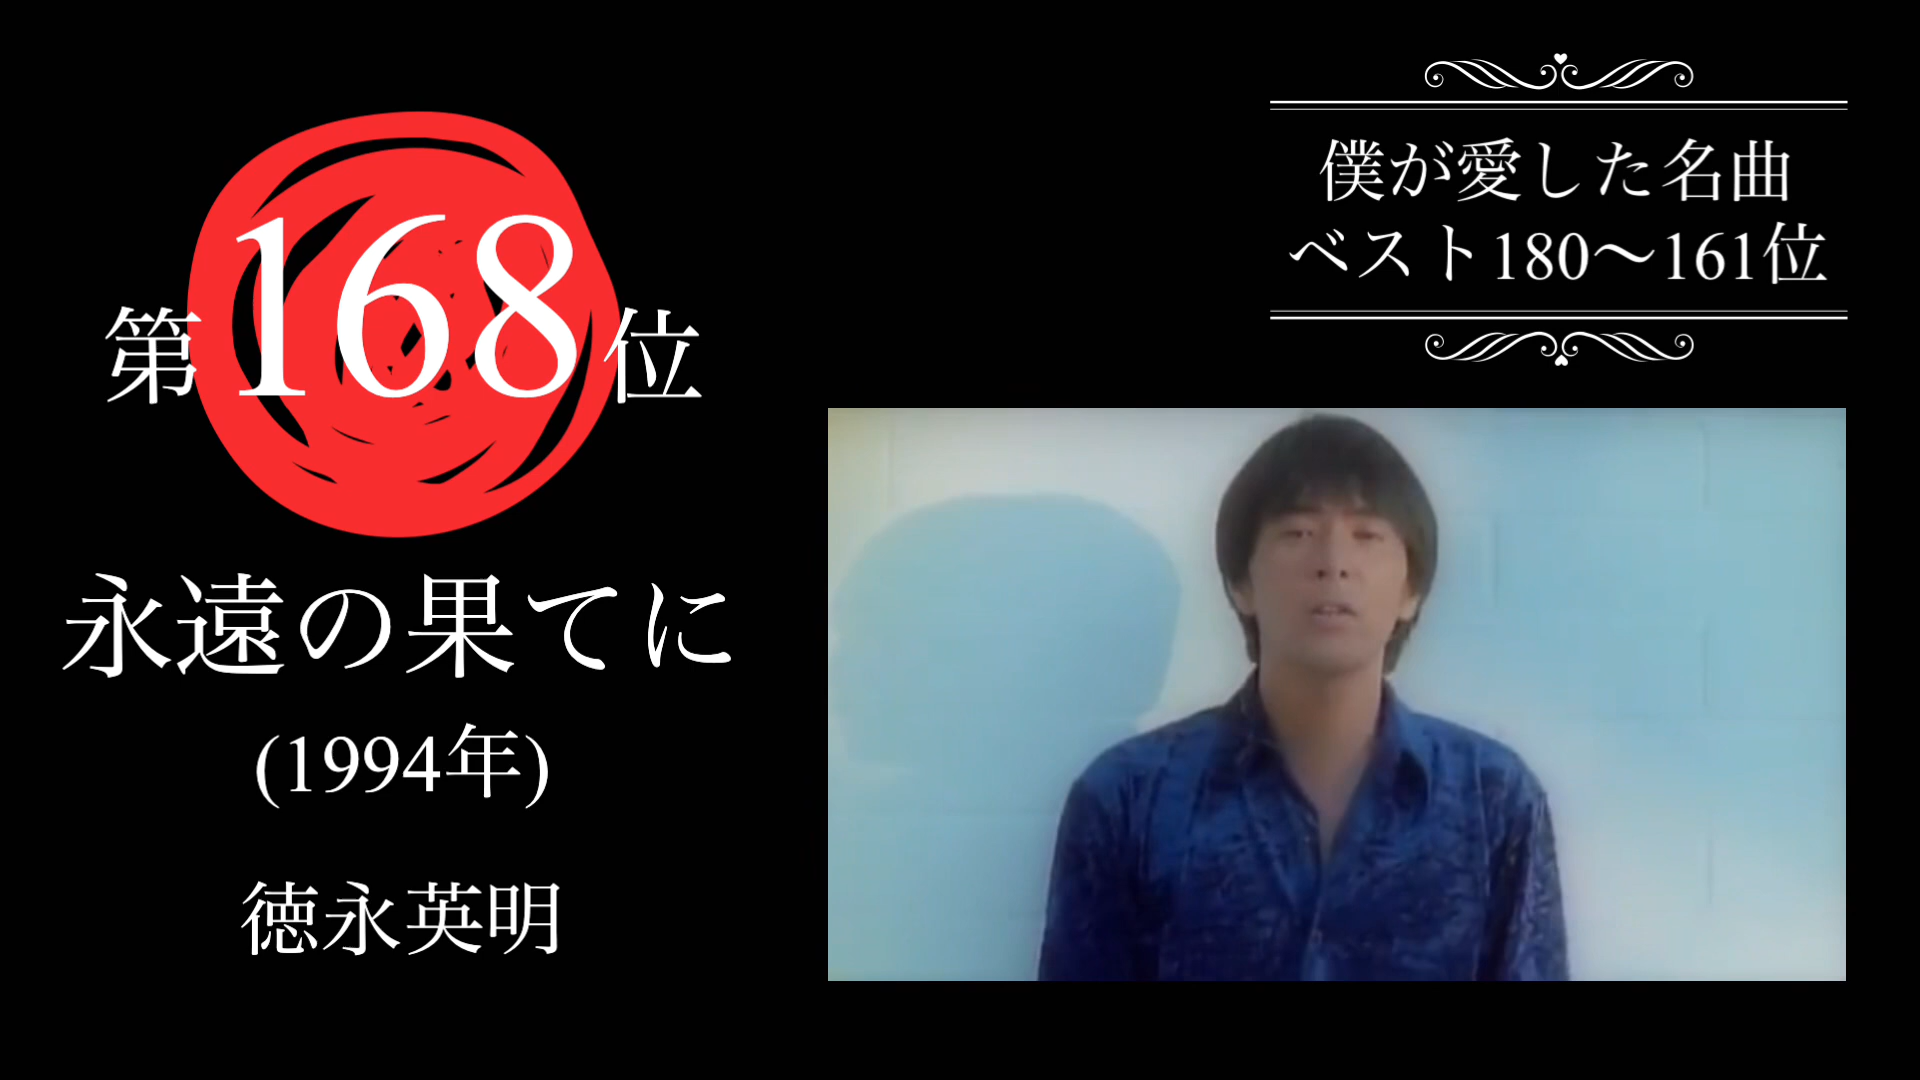 僕が愛した名曲
ベスト180～161位
第168位
永遠の果てに
(1994年)
徳永英明